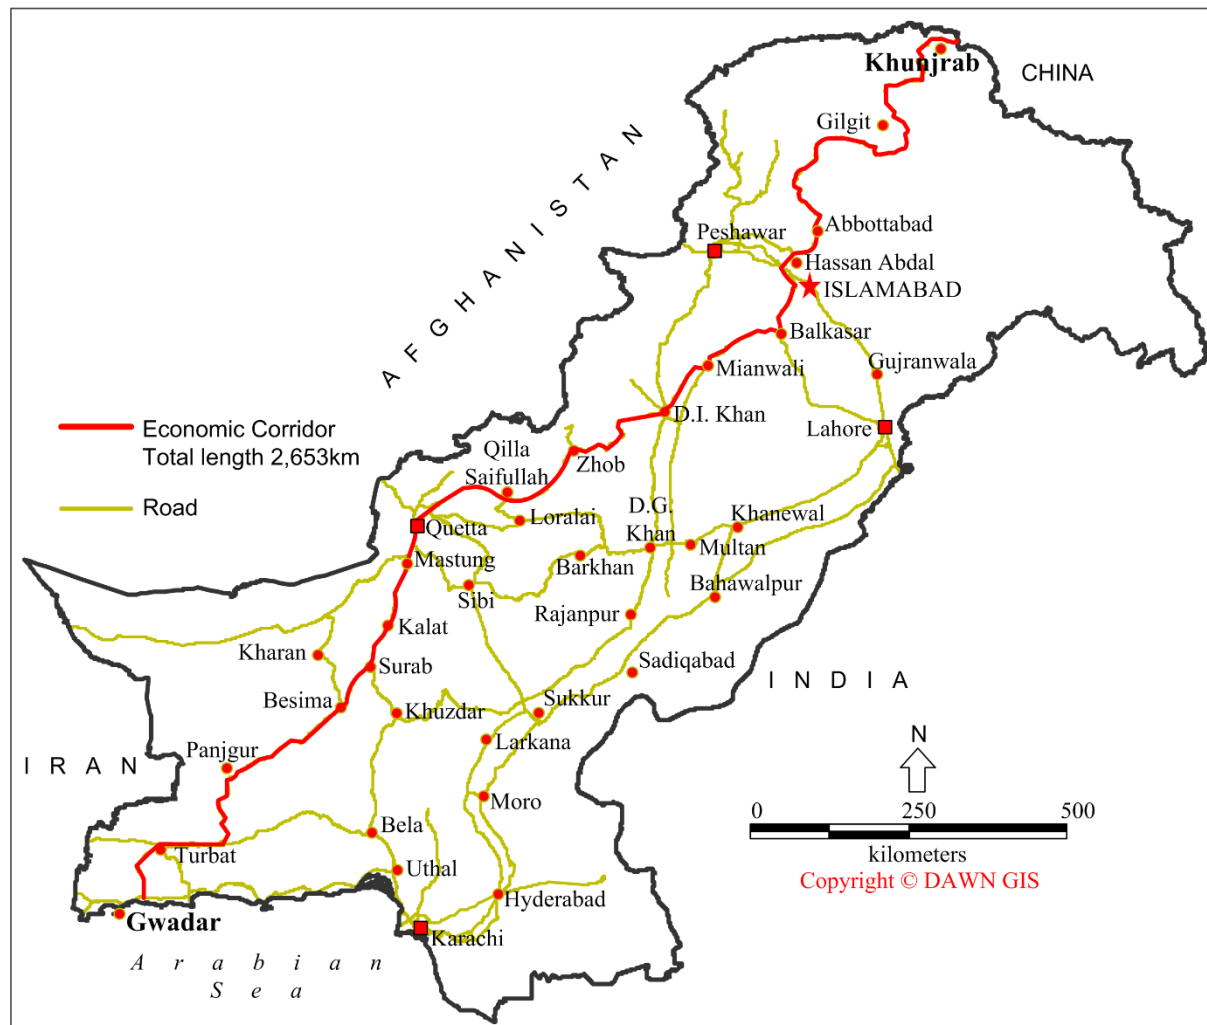 Khunjrab
CHINA
Gilgit
AFGHANISTAN
Abbottabad
Peshawar
Hassan Abdal
ISLAMABAD
Balkasar
Mianwali
Gujranwala
D.I. Khan
Lahore
Economic Corridor
Total length 2,653km
Road
Qilla
Saifullah
Zhob
Quetta
Loralai
D.G.
Khan
Khanewal
Multan
Mastung
Barkhan
Sibi
Bahawalpur
Rajanpur
Kalat
Kharan
Surab
Sadiqabad
INDIA
Besima
Khuzdar
Sukkur
Larkana
IRAN
Panjgur
Moro
N
0 250 500
kilometers
Copyright © DAWN GIS
Bela
Turbat
Uthal
Hyderabad
Gwadar
Karachi
Arabian
Sea